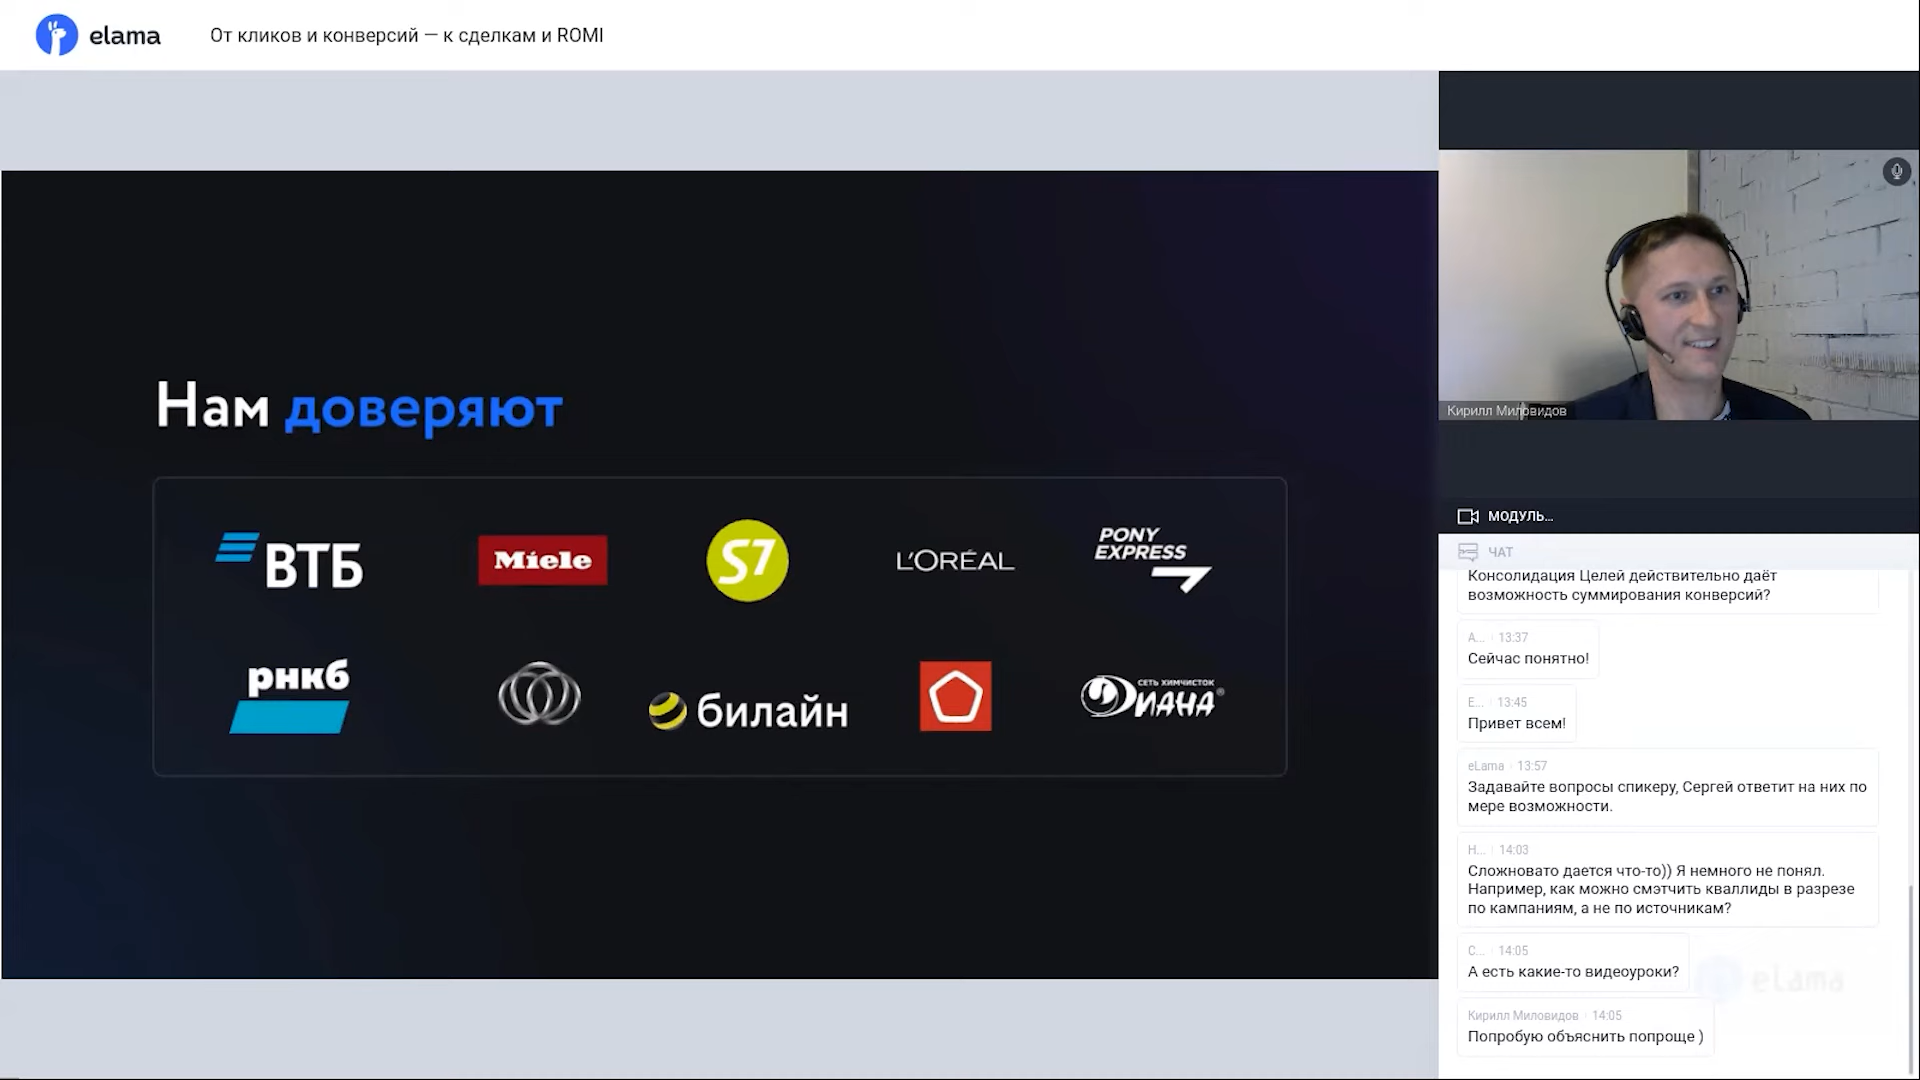 elama
От кликов и конверсий — к сделкам и ROMI
Нам доверяют
ВТБ
Miele
S7
L'ORÉAL
PONY
EXPRESS
рнкб
билайн
СЕТЬ ХИМЧИСТОК
ДИАНА®
Кирилл Миловидов
МОДУЛЬ...
ЧАТ
Консолидация Целей действительно даёт
возможность суммирования конверсий?
А... 13:37
Сейчас понятно!
Е... 13:45
Привет всем!
eLama 13:57
Задавайте вопросы спикеру, Сергей ответит на них по
мере возможности.
Н... 14:03
Сложновато дается что-то)) Я немного не понял.
Например, как можно смэтчить кваллиды в разрезе
по кампаниям, а не по источникам?
С... 14:05
А есть какие-то видеоуроки?
elama
Кирилл Миловидов 14:05
Попробую объяснить попроще )